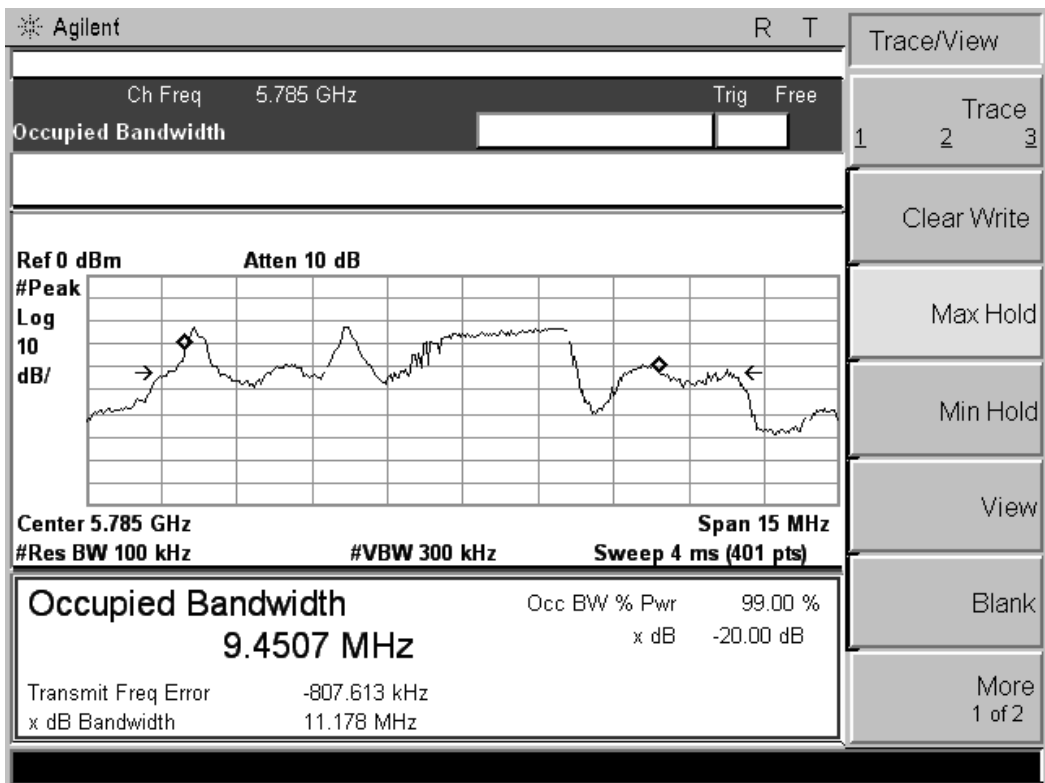 Agilent R T
Ch Freq 5.785 GHz Trig Free
Occupied Bandwidth
Ref 0 dBm Atten 10 dB
#Peak
Log
10
dB/
Center 5.785 GHz Span 15 MHz
#Res BW 100 kHz #VBW 300 kHz Sweep 4 ms (401 pts)
Occupied Bandwidth
9.4507 MHz
Occ BW % Pwr 99.00 %
x dB -20.00 dB
Transmit Freq Error -807.613 kHz
x dB Bandwidth 11.178 MHz
Trace/View
Trace
1 2 3
Clear Write
Max Hold
Min Hold
View
Blank
More
1 of 2